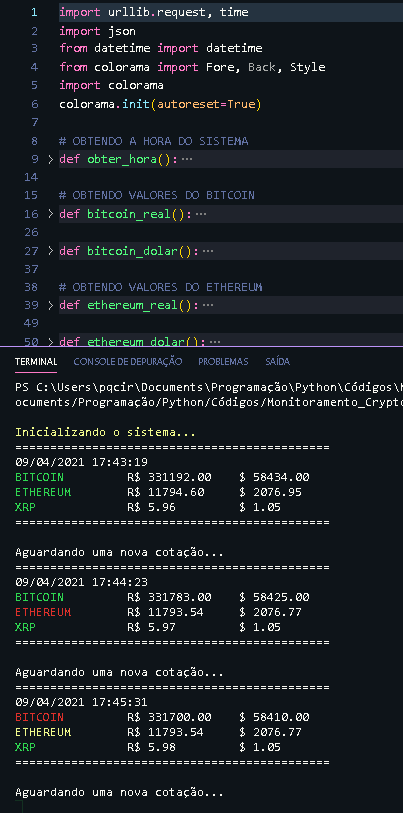 1 import urllib.request, time
2 import json
3 from datetime import datetime
4 from colorama import Fore, Back, Style
5 import colorama
6 colorama.init(autoreset=True)
7
8 # OBTENDO A HORA DO SISTEMA
9 > def obter_hora():···
14
15 # OBTENDO VALORES DO BITCOIN
16 > def bitcoin_real():···
26
27 > def bitcoin_dolar():···
37
38 # OBTENDO VALORES DO ETHEREUM
39 > def ethereum_real():···
49
50 > def ethereum_dolar():···
TERMINAL CONSOLE DE DEPURAÇÃO PROBLEMAS SAÍDA
PS C:\Users\pqcir\Documents\Programação\Python\Códigos\
ocuments/Programação/Python/Códigos/Monitoramento_Crypto
Inicializando o sistema...
=============================================
09/04/2021 17:43:19
BITCOIN R$ 331192.00 $ 58434.00
ETHEREUM R$ 11794.60 $ 2076.95
XRP R$ 5.96 $ 1.05
=============================================
Aguardando uma nova cotação...
=============================================
09/04/2021 17:44:23
BITCOIN R$ 331783.00 $ 58425.00
ETHEREUM R$ 11793.54 $ 2076.77
XRP R$ 5.97 $ 1.05
=============================================
Aguardando uma nova cotação...
=============================================
09/04/2021 17:45:31
BITCOIN R$ 331700.00 $ 58410.00
ETHEREUM R$ 11793.54 $ 2076.77
XRP R$ 5.98 $ 1.05
=============================================
Aguardando uma nova cotação...